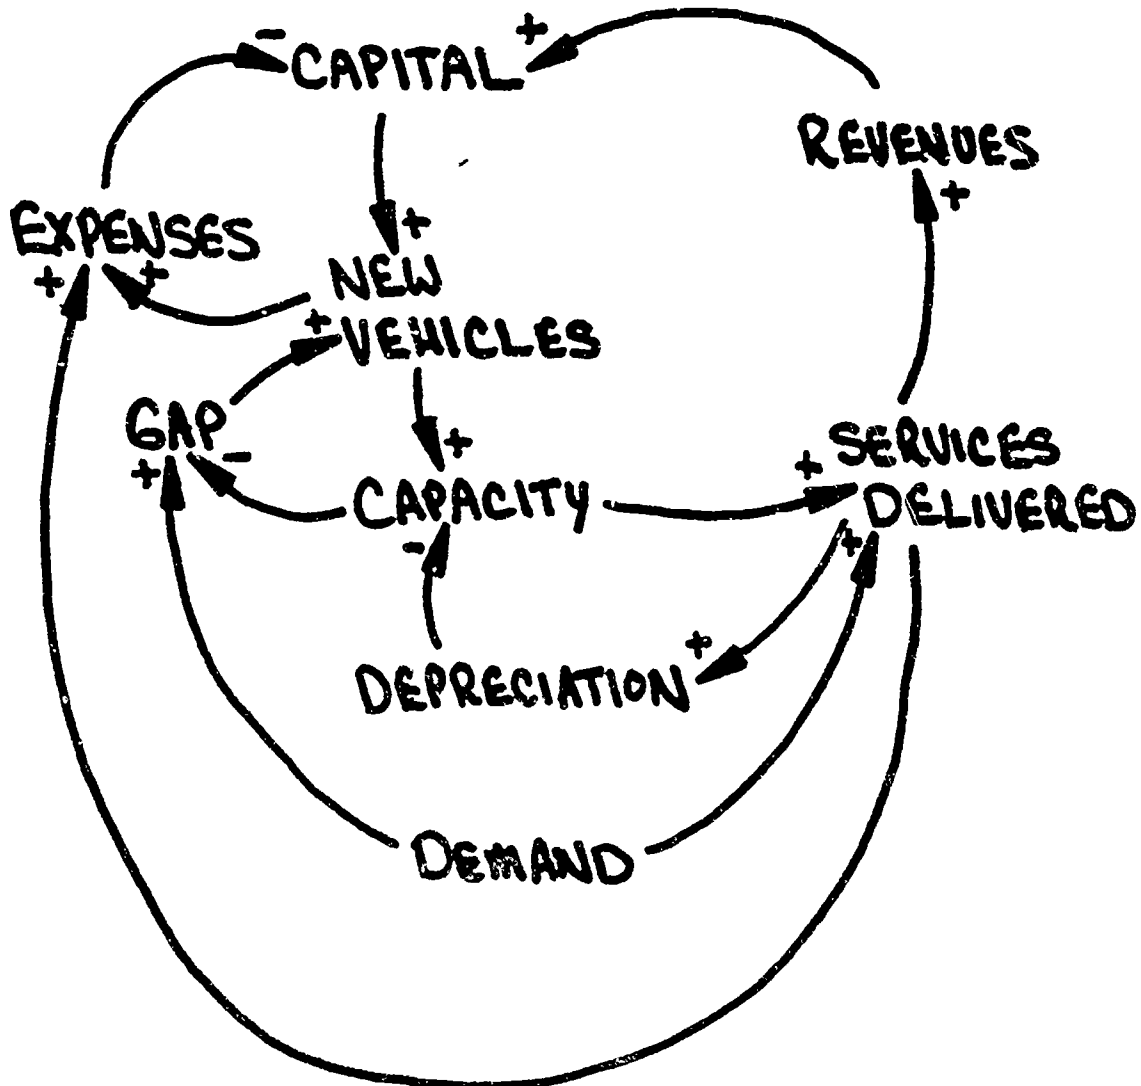 - CAPITAL +
REVENUES
+
EXPENSES
+ +
+
NEW
+ VEHICLES
GAP -
+
+
CAPACITY
-
+ SERVICES
DELIVERED
+
+
DEPRECIATION
DEMAND